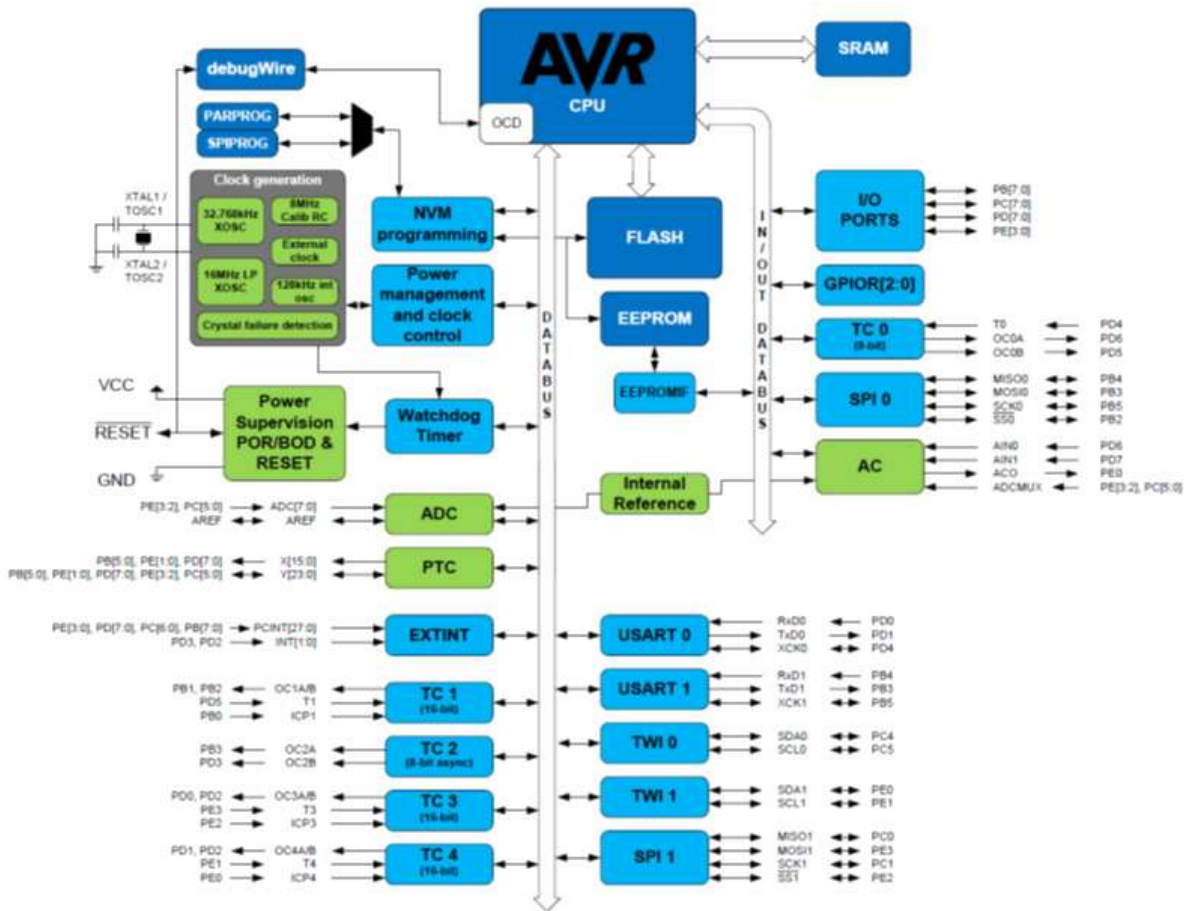 AVR
CPU
OCD
SRAM
debugWire
PARPROG
SPIPROG
Clock generation
XTAL1 /
TOSC1
32.768kHz
XOSC
8MHz
Calib RC
External
clock
XTAL2 /
TOSC2
16MHz LP
XOSC
128kHz int
osc
Crystal failure detection
NVM
programming
FLASH
Power
management
and clock
control
EEPROM
EEPROMIF
DATABUS
IN/OUT DATABUS
I/O
PORTS
PB[7:0]
PC[7:0]
PD[7:0]
PE[3:0]
GPIOR[2:0]
TC 0
(8-bit)
T0 PD4
OC0A PD6
OC0B PD5
SPI 0
MISO0 PB4
MOSI0 PB3
SCK0 PB5
SS0 PB2
AC
AIN0 PD6
AIN1 PD7
ACO PE0
ADCMUX PE[3:2], PC[5:0]
VCC
RESET
GND
Power
Supervision
POR/BOD &
RESET
Watchdog
Timer
Internal
Reference
PE[3:2], PC[5:0] ADC[7:0]
AREF AREF
ADC
PB[5:0], PE[1:0], PD[7:0] X[15:0]
PB[5:0], PE[1:0], PD[7:0], PE[3:2], PC[5:0] Y[23:0]
PTC
PE[3:0], PD[7:0], PC[6:0], PB[7:0] PCINT[27:0]
PD3, PD2 INT[1:0]
EXTINT
PB1, PB2 OC1A/B
PD5 T1
PB0 ICP1
TC 1
(16-bit)
PB3 OC2A
PD3 OC2B
TC 2
(8-bit async)
PD0, PD2 OC3A/B
PE3 T3
PE2 ICP3
TC 3
(16-bit)
PD1, PD2 OC4A/B
PE1 T4
PE0 ICP4
TC 4
(16-bit)
USART 0
RxD0 PD0
TxD0 PD1
XCK0 PD4
USART 1
RxD1 PB4
TxD1 PB3
XCK1 PB5
TWI 0
SDA0 PC4
SCL0 PC5
TWI 1
SDA1 PE0
SCL1 PE1
SPI 1
MISO1 PC0
MOSI1 PE3
SCK1 PC1
SS1 PE2